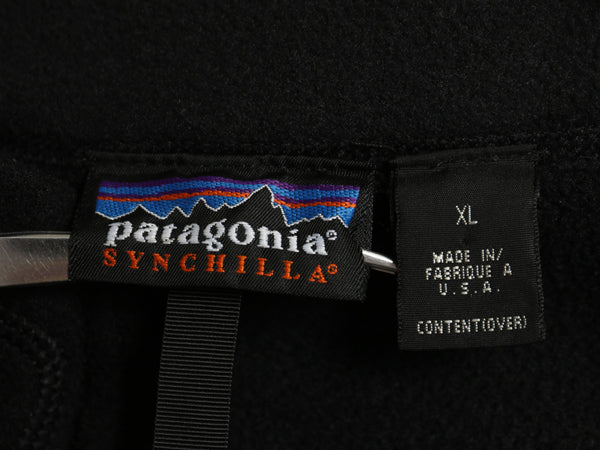 patagonia®
SYNCHILLA®
XL
MADE IN/
FABRIQUE A
U.S.A.
CONTENT(OVER)